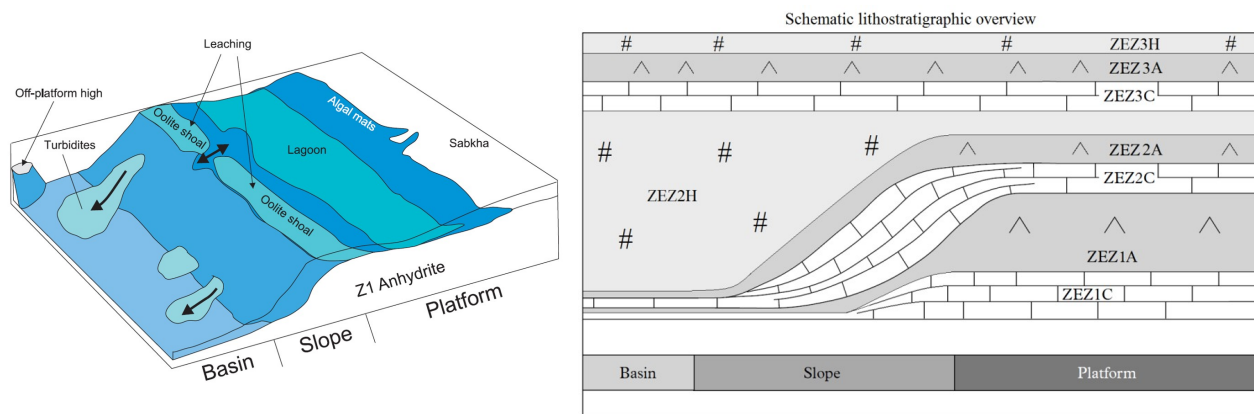 Leaching
Off-platform high
Turbidites
Oolite shoal
Algal mats
Sabkha
Lagoon
Oolite shoal
Z1 Anhydrite
Platform
Slope
Basin
Schematic lithostratigraphic overview
# # # # # ZEZ3H
ZEZ3A
ZEZ3C
# # #
ZEZ2A
ZEZ2C
ZEZ2H
# #
ZEZ1A
ZEZ1C
Basin Slope Platform